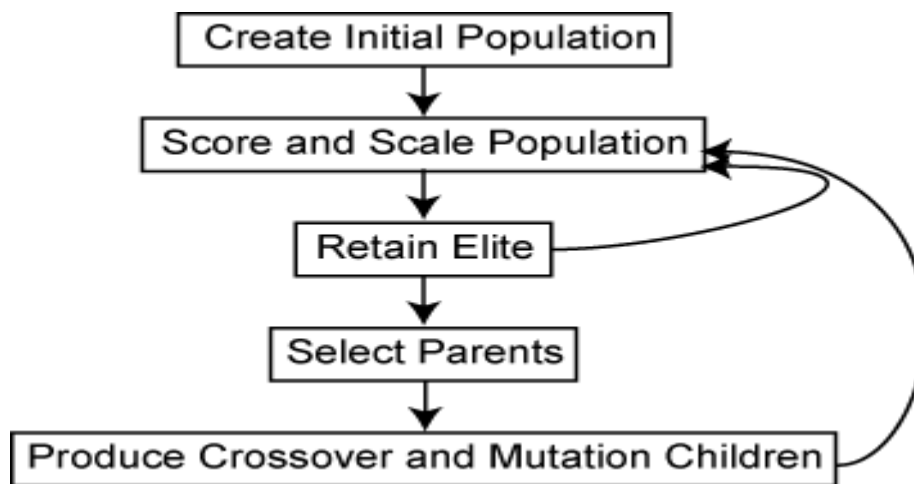 Create Initial Population
Score and Scale Population
Retain Elite
Select Parents
Produce Crossover and Mutation Children